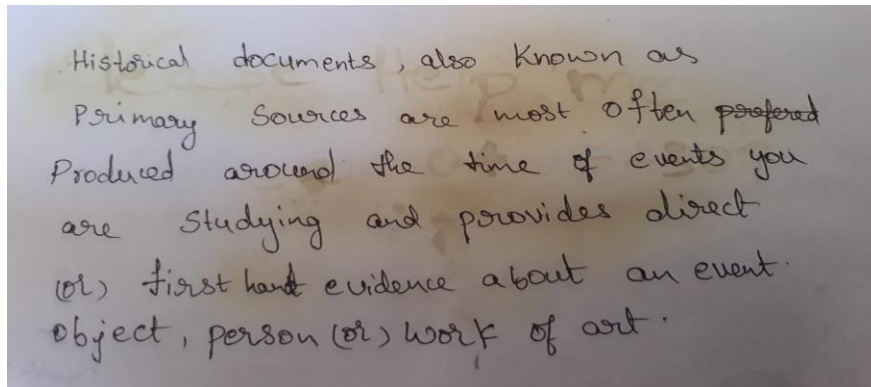 Historical documents, also known as
Primary Sources are most often prefered
Produced around the time of events you
are Studying and provides direct
(or) first hand evidence about an event.
object, person (or) work of art.